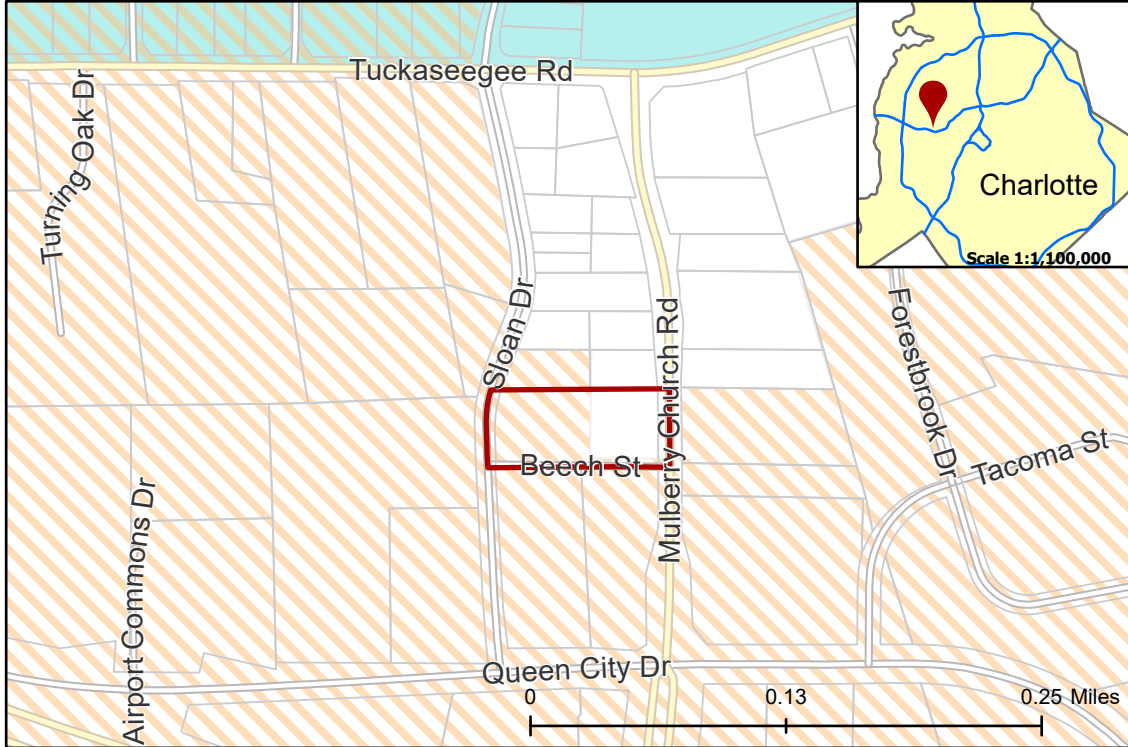 Tuckaseegee Rd
Turning Oak Dr
Charlotte
Scale 1:1,100,000
Sloan Dr
Mulberry Church Rd
Forestbrook Dr
Beech St
Tacoma St
Airport Commons Dr
Queen City Dr
0
0.13
0.25 Miles